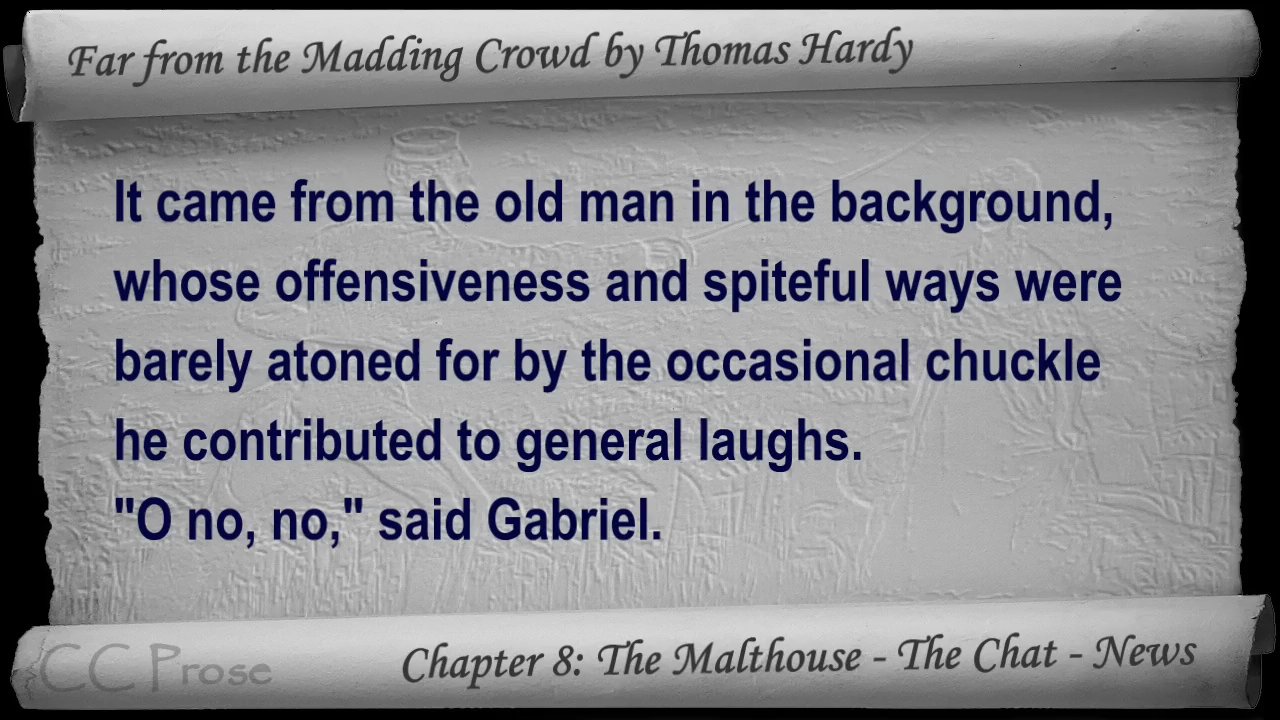 Far from the Madding Crowd by Thomas Hardy
It came from the old man in the background,
whose offensiveness and spiteful ways were
barely atoned for by the occasional chuckle
he contributed to general laughs.
"O no, no," said Gabriel.
CC Prose
Chapter 8: The Malthouse - The Chat - News